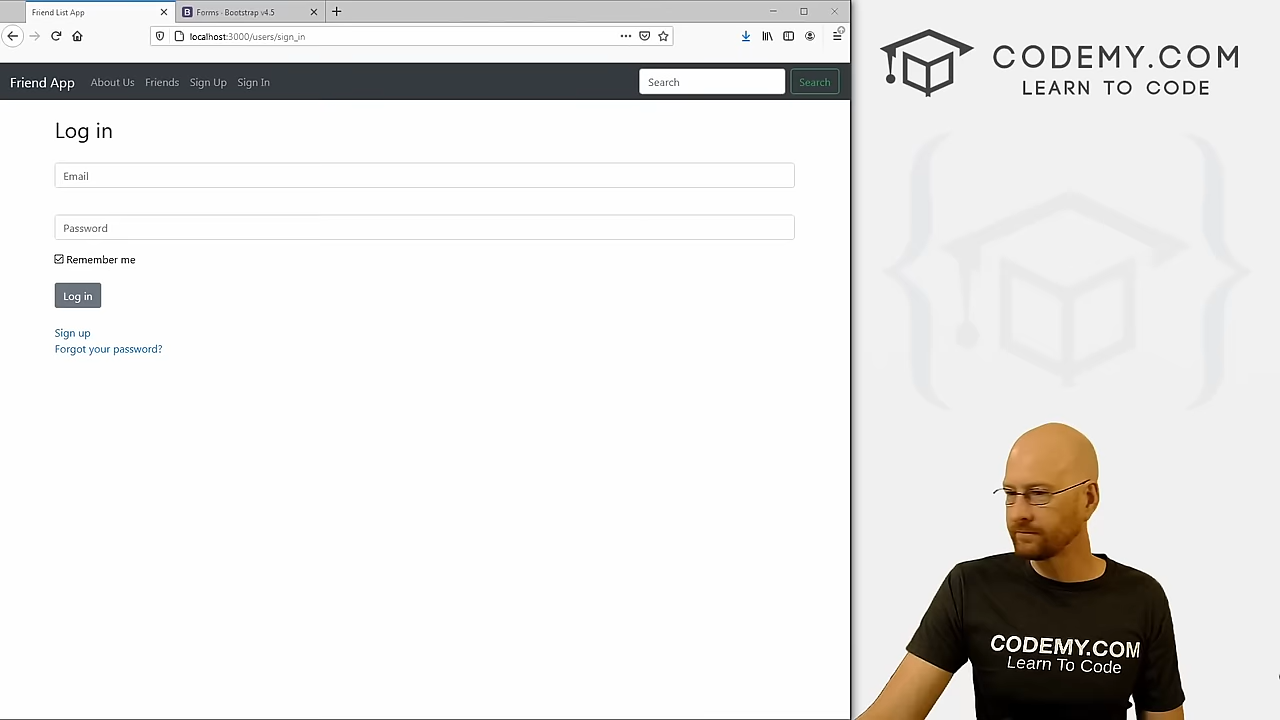 Friend List App
Forms · Bootstrap v4.5
localhost:3000/users/sign_in
Friend App
About Us
Friends
Sign Up
Sign In
Search
Search
Log in
Email
Password
Remember me
Log in
Sign up
Forgot your password?
CODEMY.COM
LEARN TO CODE
CODEMY.COM
Learn To Code